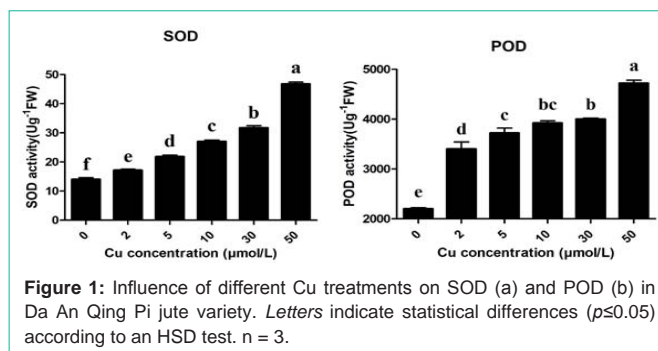 SOD
SOD activity(Ug⁻¹FW)
50
40
30
20
10
0
f
e
d
c
b
a
0
2
5
10
30
50
Cu concentration (µmol/L)
POD
POD activity(Ug⁻¹FW)
5000
4000
3000
2000
e
d
c
bc
b
a
0
2
5
10
30
50
Cu concentration (µmol/L)
Figure 1: Influence of different Cu treatments on SOD (a) and POD (b) in
Da An Qing Pi jute variety. Letters indicate statistical differences (p≤0.05)
according to an HSD test. n = 3.